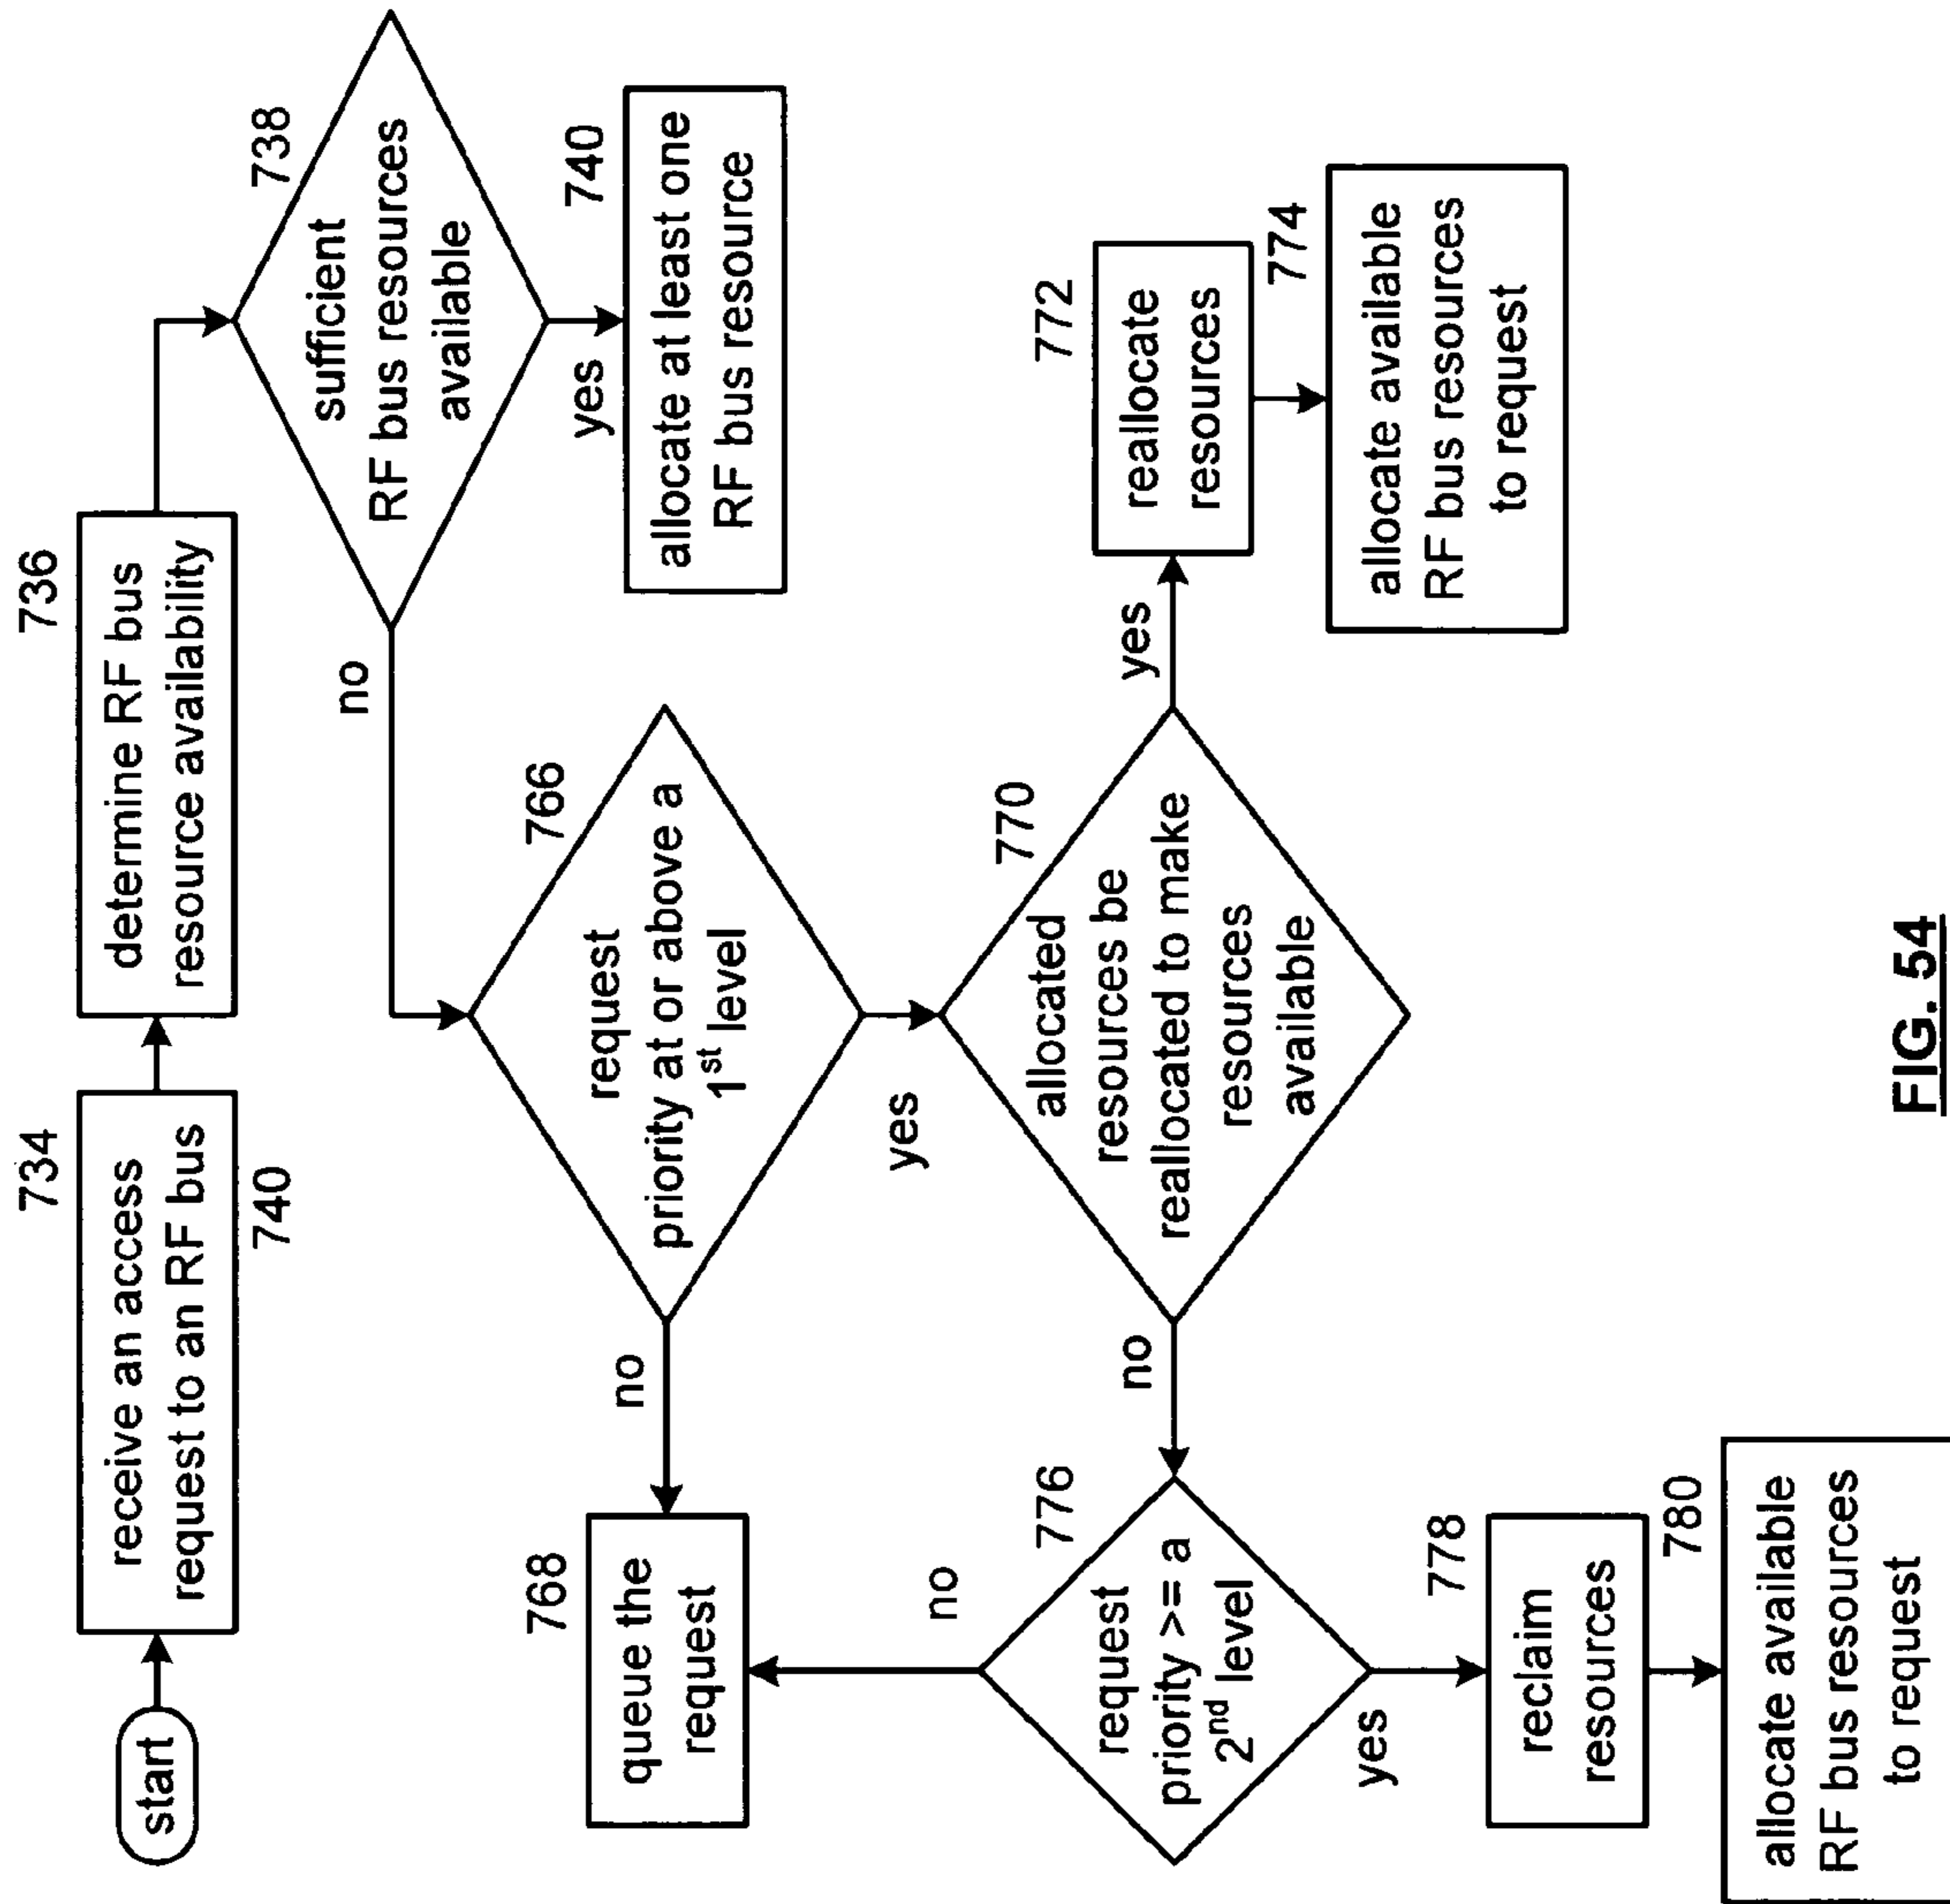 start
734
receive an access
request to an RF bus
740
736
determine RF bus
resource availability
738
sufficient
RF bus resources
available
yes
740
allocate at least one
RF bus resource
no
766
request
priority at or above a
1st level
no
768
queue the
request
yes
770
allocated
resources be
reallocated to make
resources
available
yes
772
reallocate
resources
774
allocate available
RF bus resources
to request
no
776
request
priority >= a
2nd level
no
yes
778
reclaim
resources
780
allocate available
RF bus resources
to request
FIG. 54